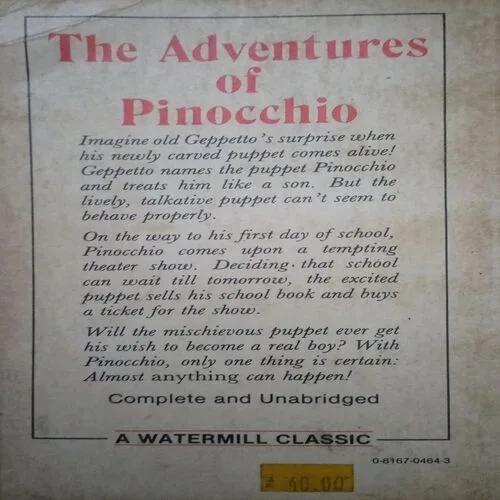 The Adventures
of
Pinocchio
Imagine old Geppetto's surprise when
his newly carved puppet comes alive!
Geppetto names the puppet Pinocchio
and treats him like a son. But the
lively, talkative puppet can't seem to
behave properly.
On the way to his first day of school,
Pinocchio comes upon a tempting
theater show. Deciding that school
can wait till tomorrow, the excited
puppet sells his school book and buys
a ticket for the show.
Will the mischievous puppet ever get
his wish to become a real boy? With
Pinocchio, only one thing is certain:
Almost anything can happen!
Complete and Unabridged
A WATERMILL CLASSIC
0-8167-0464-3
40.00